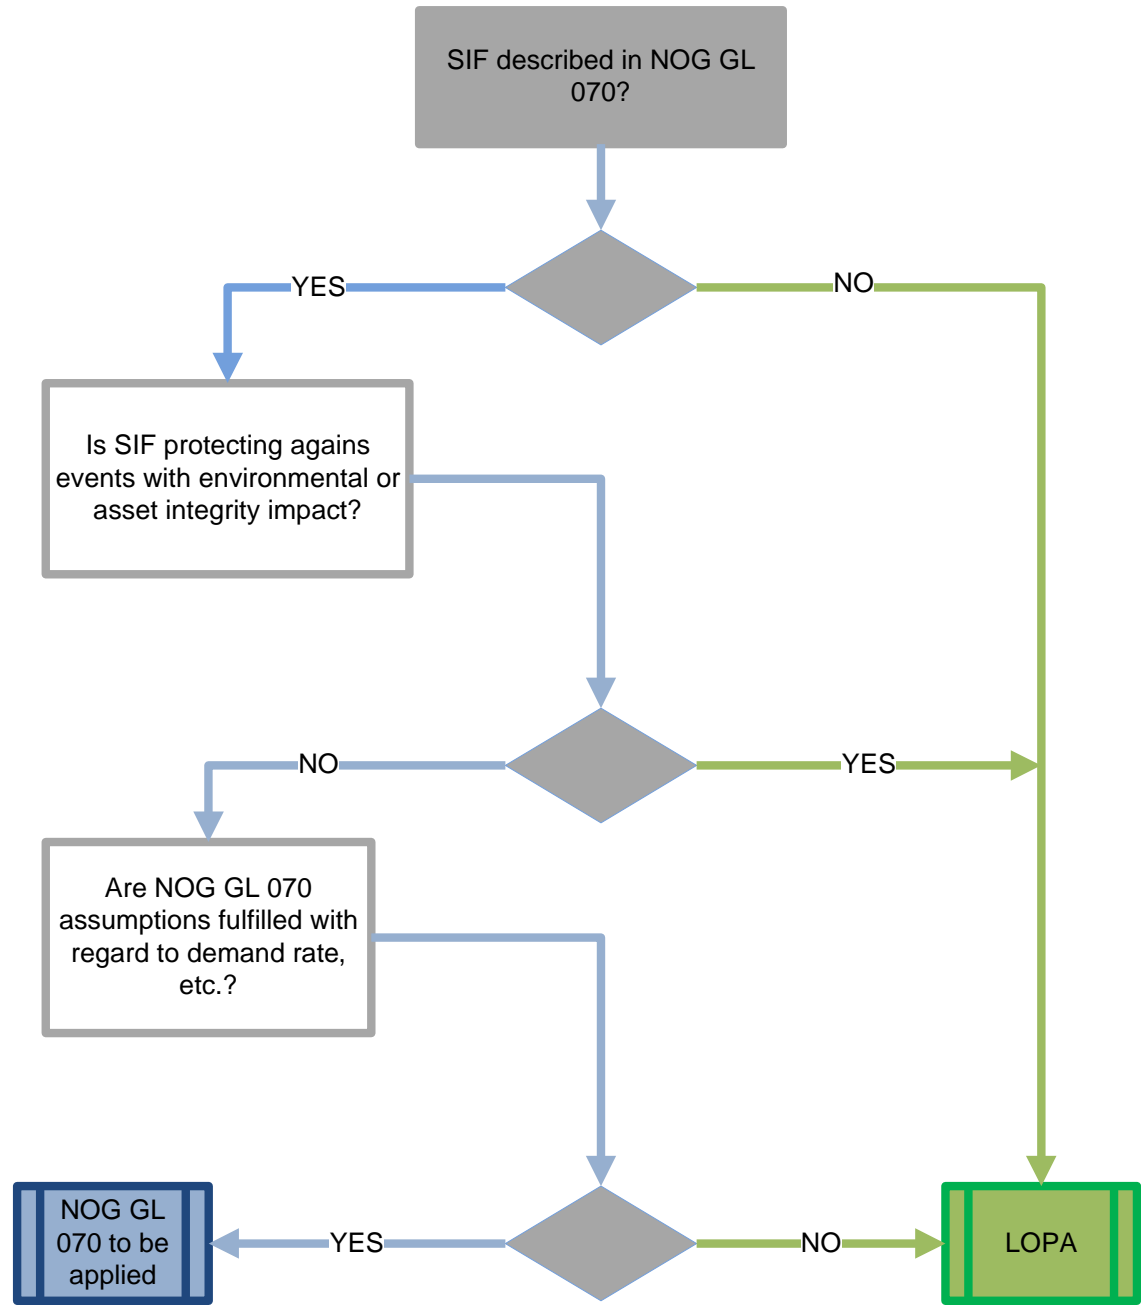 SIF described in NOG GL
070?
YES
NO
Is SIF protecting agains
events with environmental or
asset integrity impact?
NO
YES
Are NOG GL 070
assumptions fulfilled with
regard to demand rate,
etc.?
NOG GL
070 to be
applied
YES
NO
LOPA